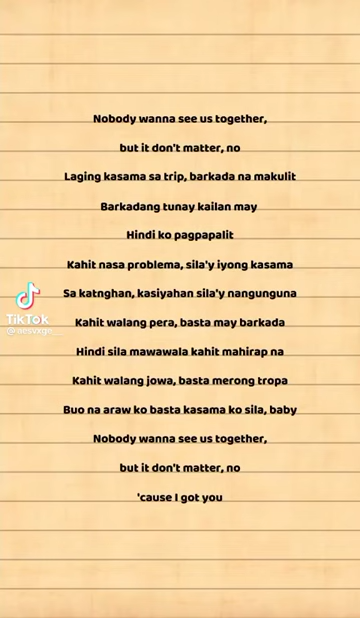 Nobody wanna see us together,
but it don't matter, no
Laging kasama sa trip, barkada na makulit
Barkadang tunay kailan may
Hindi ko pagpapalit
Kahit nasa problema, sila'y iyong kasama
Sa katnghan, kasiyahan sila'y nangunguna
Kahit walang pera, basta may barkada
Hindi sila mawawala kahit mahirap na
Kahit walang jowa, basta merong tropa
Buo na araw ko basta kasama ko sila, baby
Nobody wanna see us together,
but it don't matter, no
'cause I got you
TikTok